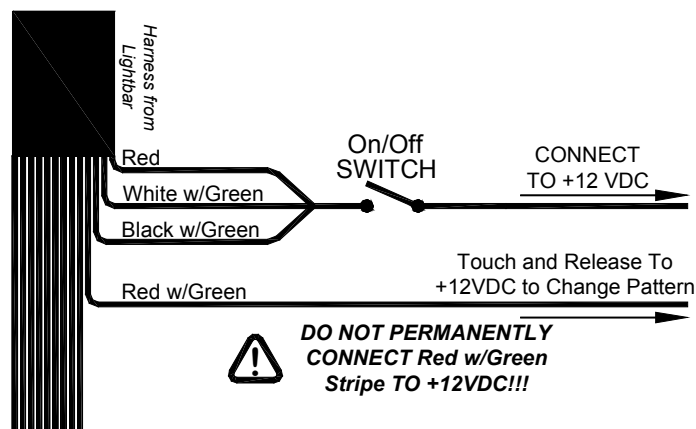 Harness from
Lightbar
Red
White w/Green
Black w/Green
On/Off
SWITCH
CONNECT
TO +12 VDC
Red w/Green
Touch and Release To
+12VDC to Change Pattern
DO NOT PERMANENTLY
CONNECT Red w/Green
Stripe TO +12VDC!!!